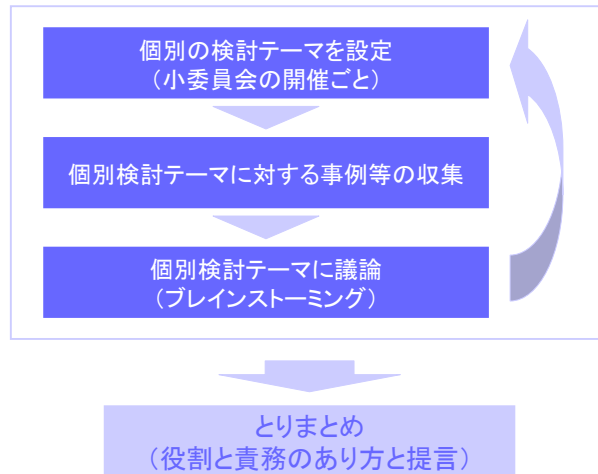 個別の検討テーマを設定
（小委員会の開催ごと）
個別検討テーマに対する事例等の収集
個別検討テーマに議論
（ブレインストーミング）
とりまとめ
（役割と責務のあり方と提言）